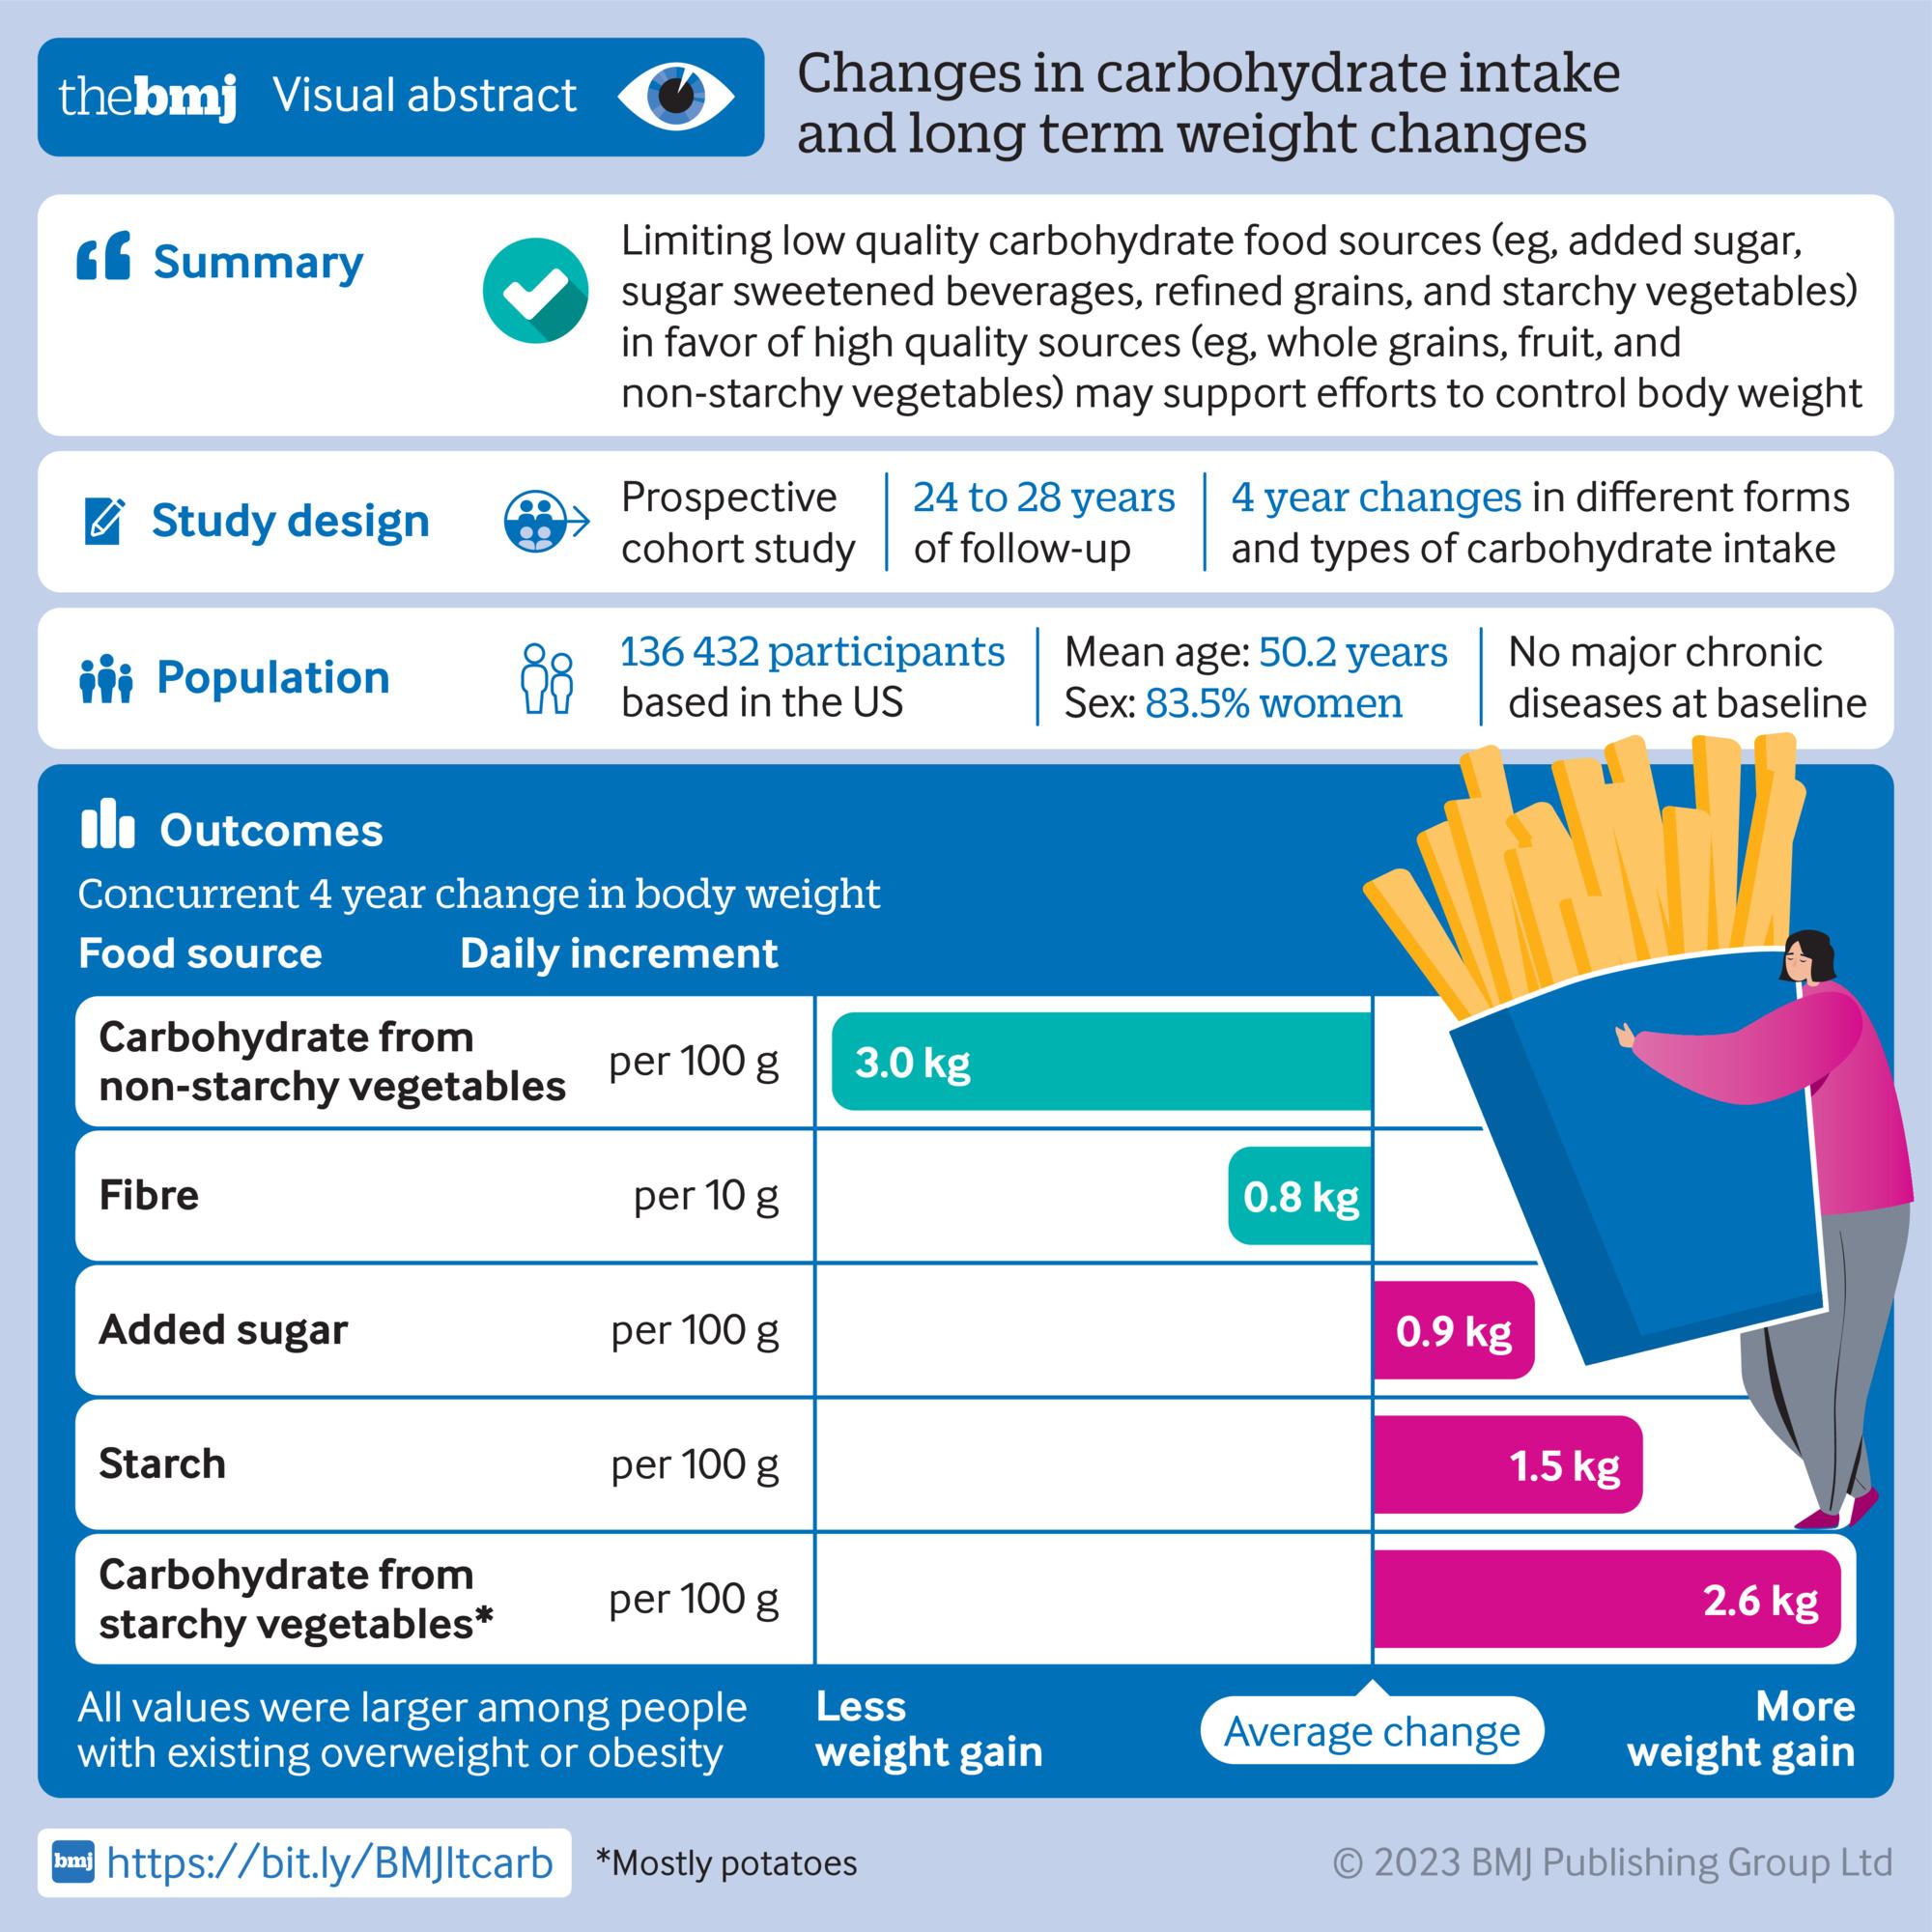 thebmj Visual abstract
Changes in carbohydrate intake
and long term weight changes
Summary
Limiting low quality carbohydrate food sources (eg, added sugar,
sugar sweetened beverages, refined grains, and starchy vegetables)
in favor of high quality sources (eg, whole grains, fruit, and
non-starchy vegetables) may support efforts to control body weight
Study design
Prospective
cohort study
24 to 28 years
of follow-up
4 year changes in different forms
and types of carbohydrate intake
Population
136 432 participants
based in the US
Mean age: 50.2 years
Sex: 83.5% women
No major chronic
diseases at baseline
Outcomes
Concurrent 4 year change in body weight
Food source Daily increment
Carbohydrate from
non-starchy vegetables
per 100 g
3.0 kg
Fibre per 10 g 0.8 kg
Added sugar per 100 g 0.9 kg
Starch per 100 g 1.5 kg
Carbohydrate from
starchy vegetables*
per 100 g
2.6 kg
All values were larger among people
with existing overweight or obesity
Less
weight gain
Average change
More
weight gain
bmj https://bit.ly/BMJltcarb
*Mostly potatoes
© 2023 BMJ Publishing Group Ltd